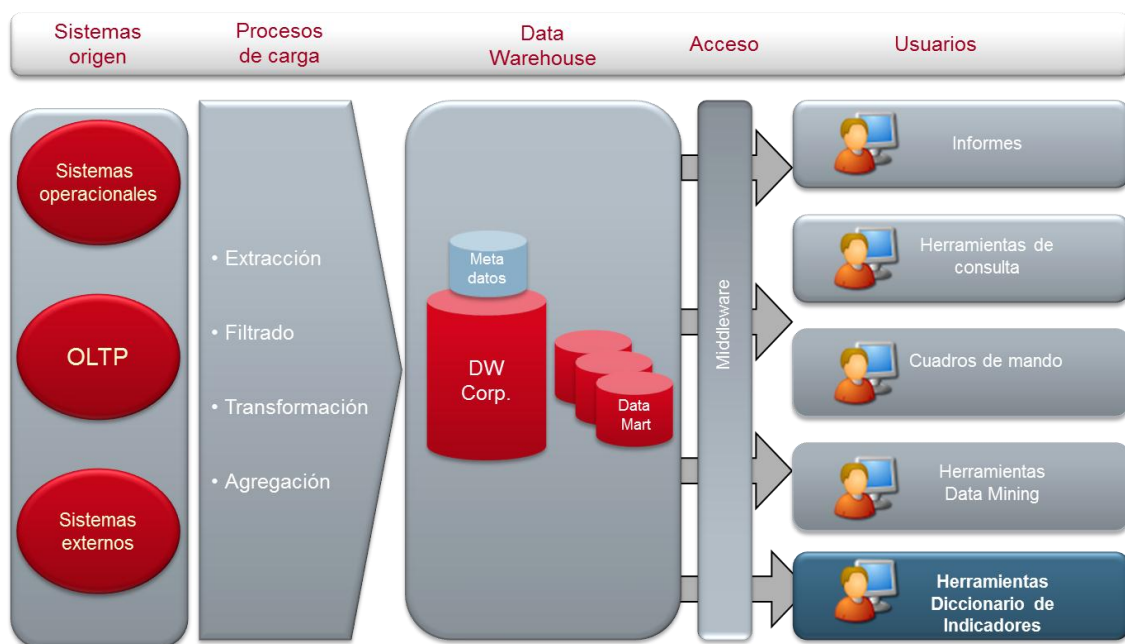 Sistemas
origen
Procesos
de carga
Data
Warehouse
Acceso
Usuarios
Sistemas
operacionales
OLTP
Sistemas
externos
• Extracción
• Filtrado
• Transformación
• Agregación
Meta
datos
DW
Corp.
Data
Mart
Middleware
Informes
Herramientas de
consulta
Cuadros de mando
Herramientas
Data Mining
Herramientas
Diccionario de
Indicadores